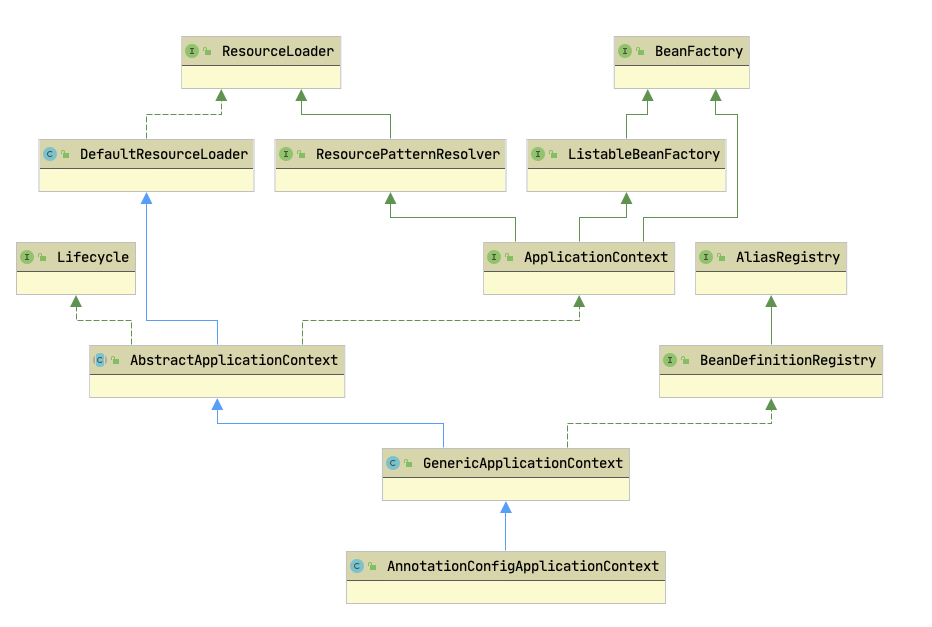 I ResourceLoader
I BeanFactory
C DefaultResourceLoader
I ResourcePatternResolver
I ListableBeanFactory
I Lifecycle
I ApplicationContext
I AliasRegistry
C AbstractApplicationContext
I BeanDefinitionRegistry
C GenericApplicationContext
C AnnotationConfigApplicationContext